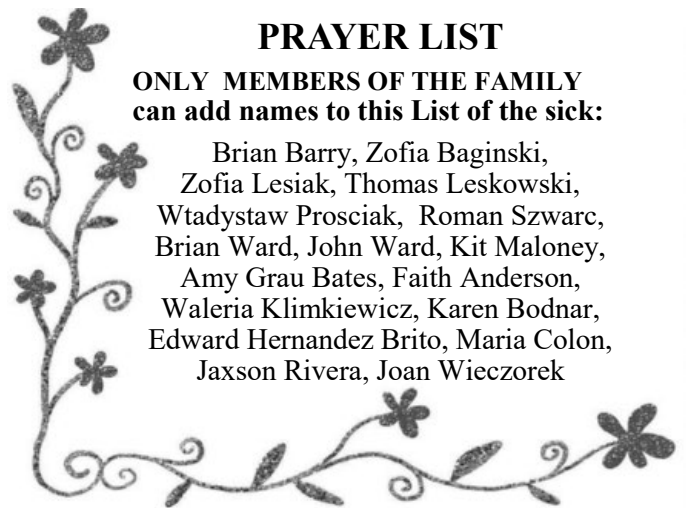 PRAYER LIST
ONLY MEMBERS OF THE FAMILY
can add names to this List of the sick:
Brian Barry, Zofia Baginski,
Zofia Lesiak, Thomas Leskowski,
Wtadystaw Prosciak, Roman Szwarc,
Brian Ward, John Ward, Kit Maloney,
Amy Grau Bates, Faith Anderson,
Waleria Klimkiewicz, Karen Bodnar,
Edward Hernandez Brito, Maria Colon,
Jaxson Rivera, Joan Wieczorek